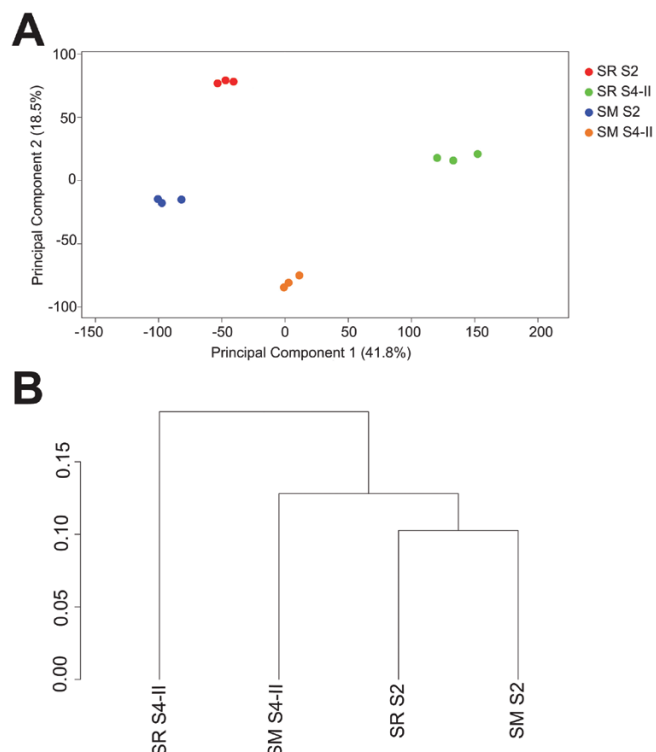 A
100
50
0
-50
-100
Principal Component 2 (18.5%)
-150 -100 -50 0 50 100 150 200
Principal Component 1 (41.8%)
SR S2
SR S4-II
SM S2
SM S4-II
B
0.15
0.10
0.05
0.00
SR S4-II
SM S4-II
SR S2
SM S2